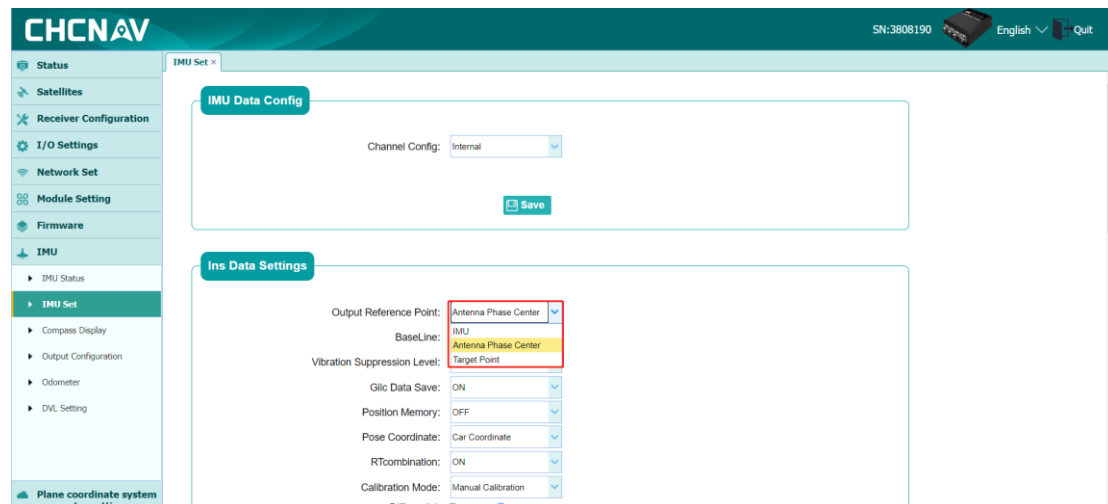 CHCNAV
SN:3808190 English Quit
Status
Satellites
Receiver Configuration
I/O Settings
Network Set
Module Setting
Firmware
IMU
IMU Status
IMU Set
Compass Display
Output Configuration
Odometer
DVL Setting
Plane coordinate system
IMU Set ×
IMU Data Config
Channel Config: Internal
Save
Ins Data Settings
Output Reference Point: Antenna Phase Center
IMU
Antenna Phase Center
Target Point
BaseLine:
Vibration Suppression Level:
Gilc Data Save: ON
Position Memory: OFF
Pose Coordinate: Car Coordinate
RTcombination: ON
Calibration Mode: Manual Calibration